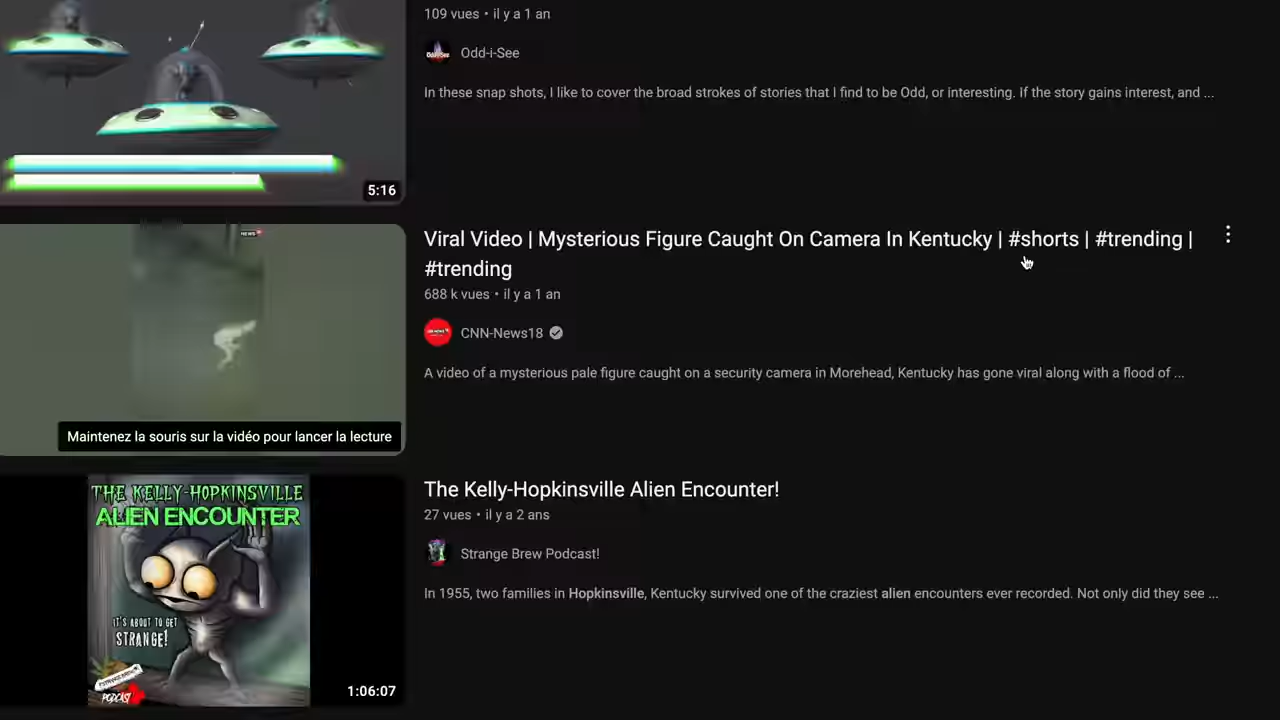 109 vues • il y a 1 an
Odd-i-See
In these snap shots, I like to cover the broad strokes of stories that I find to be Odd, or interesting. If the story gains interest, and ...
5:16
NEWS
Viral Video | Mysterious Figure Caught On Camera In Kentucky | #shorts | #trending |
#trending
688 k vues • il y a 1 an
CNN-News18
A video of a mysterious pale figure caught on a security camera in Morehead, Kentucky has gone viral along with a flood of ...
Maintenez la souris sur la vidéo pour lancer la lecture
THE KELLY-HOPKINSVILLE
ALIEN ENCOUNTER
IT'S ABOUT TO GET
STRANGE!
PODCAST
1:06:07
The Kelly-Hopkinsville Alien Encounter!
27 vues • il y a 2 ans
Strange Brew Podcast!
In 1955, two families in Hopkinsville, Kentucky survived one of the craziest alien encounters ever recorded. Not only did they see ...